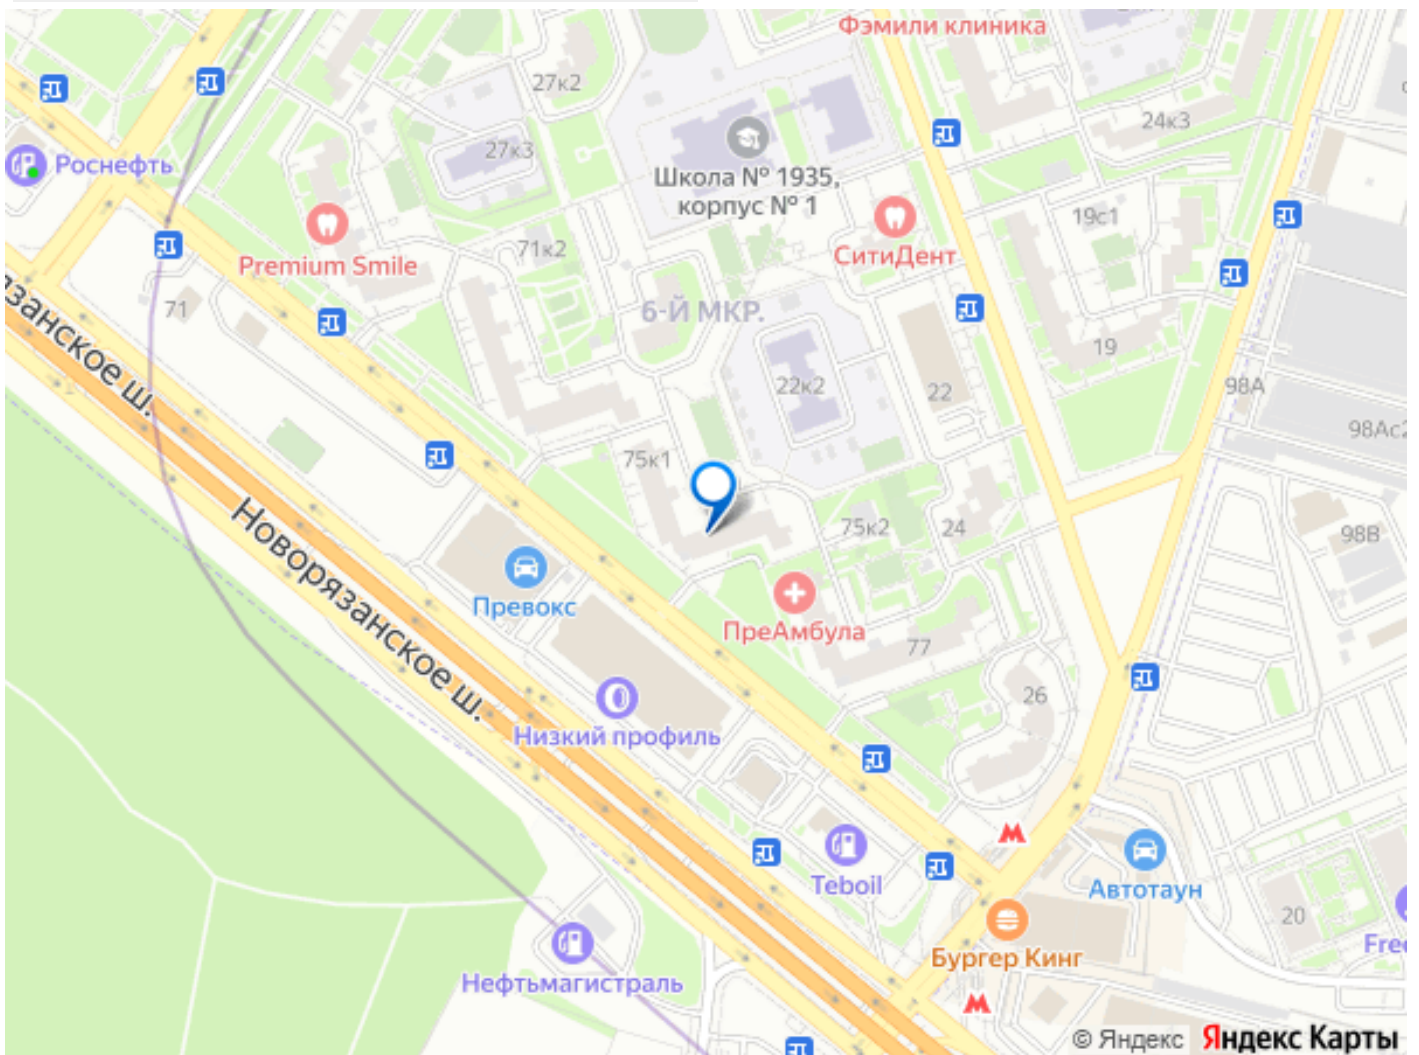 Фэмили клиника
27к2
24к3
27к3
Роснефть
Школа № 1935,
корпус № 1
19с1
71к2
СитиДент
Premium Smile
71
6-Й МКР.
19
22к2
22
98А
98Ас2
язанское ш.
75к1
Новорязанское ш.
75к2
24
98В
Превокс
ПреАмбула
77
26
Низкий профиль
Teboil
Автотаун
20
Бургер Кинг
Free
Нефтьмагистраль
© Яндекс Яндекс Карты